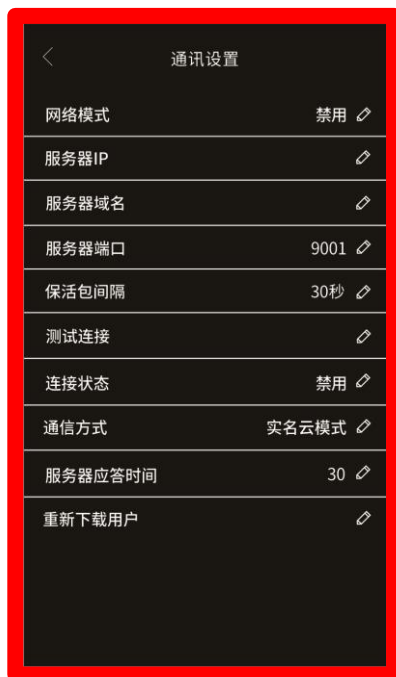 通讯设置
网络模式 禁用
服务器IP
服务器域名
服务器端口 9001
保活包间隔 30秒
测试连接
连接状态 禁用
通信方式 实名云模式
服务器应答时间 30
重新下载用户